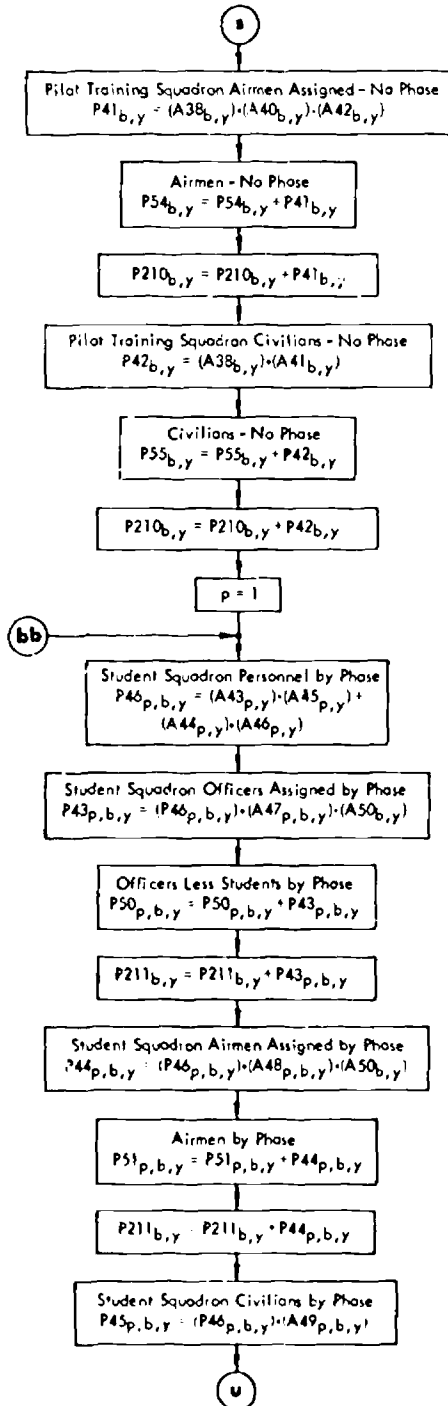 s
Pilot Training Squadron Airmen Assigned - No Phase
P41b,y = (A38b,y)·(A40b,y)·(A42b,y)
Airmen - No Phase
P54b,y = P54b,y + P41b,y
P210b,y = P210b,y + P41b,y
Pilot Training Squadron Civilians - No Phase
P42b,y = (A38b,y)·(A41b,y)
Civilians - No Phase
P55b,y = P55b,y + P42b,y
P210b,y = P210b,y + P42b,y
p = 1
bb
Student Squadron Personnel by Phase
P46p,b,y = (A43p,y)·(A45p,y) +
(A44p,y)·(A46p,y)
Student Squadron Officers Assigned by Phase
P43p,b,y = (P46p,b,y)·(A47p,b,y)·(A50b,y)
Officers Less Students by Phase
P50p,b,y = P50p,b,y + P43p,b,y
P211b,y = P211b,y + P43p,b,y
Student Squadron Airmen Assigned by Phase
P44p,b,y = (P46p,b,y)·(A48p,b,y)·(A50b,y)
Airmen by Phase
P51p,b,y = P51p,b,y + P44p,b,y
P211b,y = P211b,y + P44p,b,y
Student Squadron Civilians by Phase
P45p,b,y = (P46p,b,y)·(A49p,b,y)
u